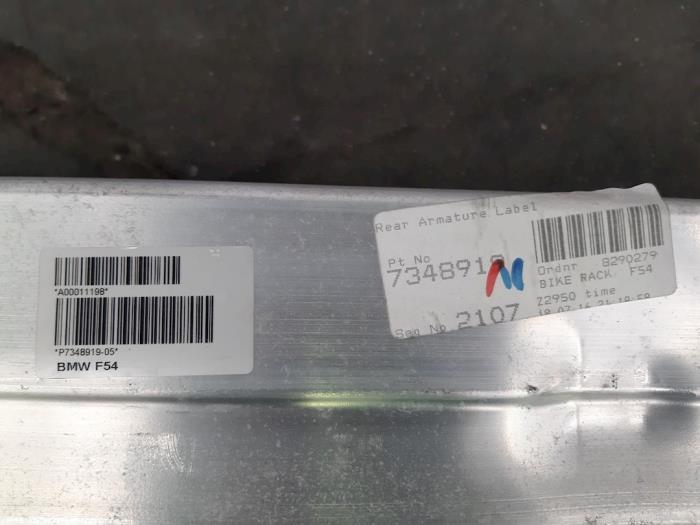 *A00011198*
*P7348919-05*
BMW F54
Rear Armature Label
Pt No
7348919
Seq No 2107
Ordnr 8290279
BIKE RACK F54
Z2950 time